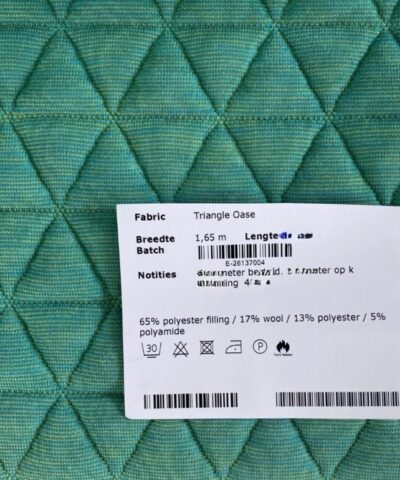 Fabric Triangle Oase
Breedte 1,65 m Lengte
Batch
E-26137004
Notities
op k
65% polyester filling / 17% wool / 13% polyester / 5%
polyamide
30 P